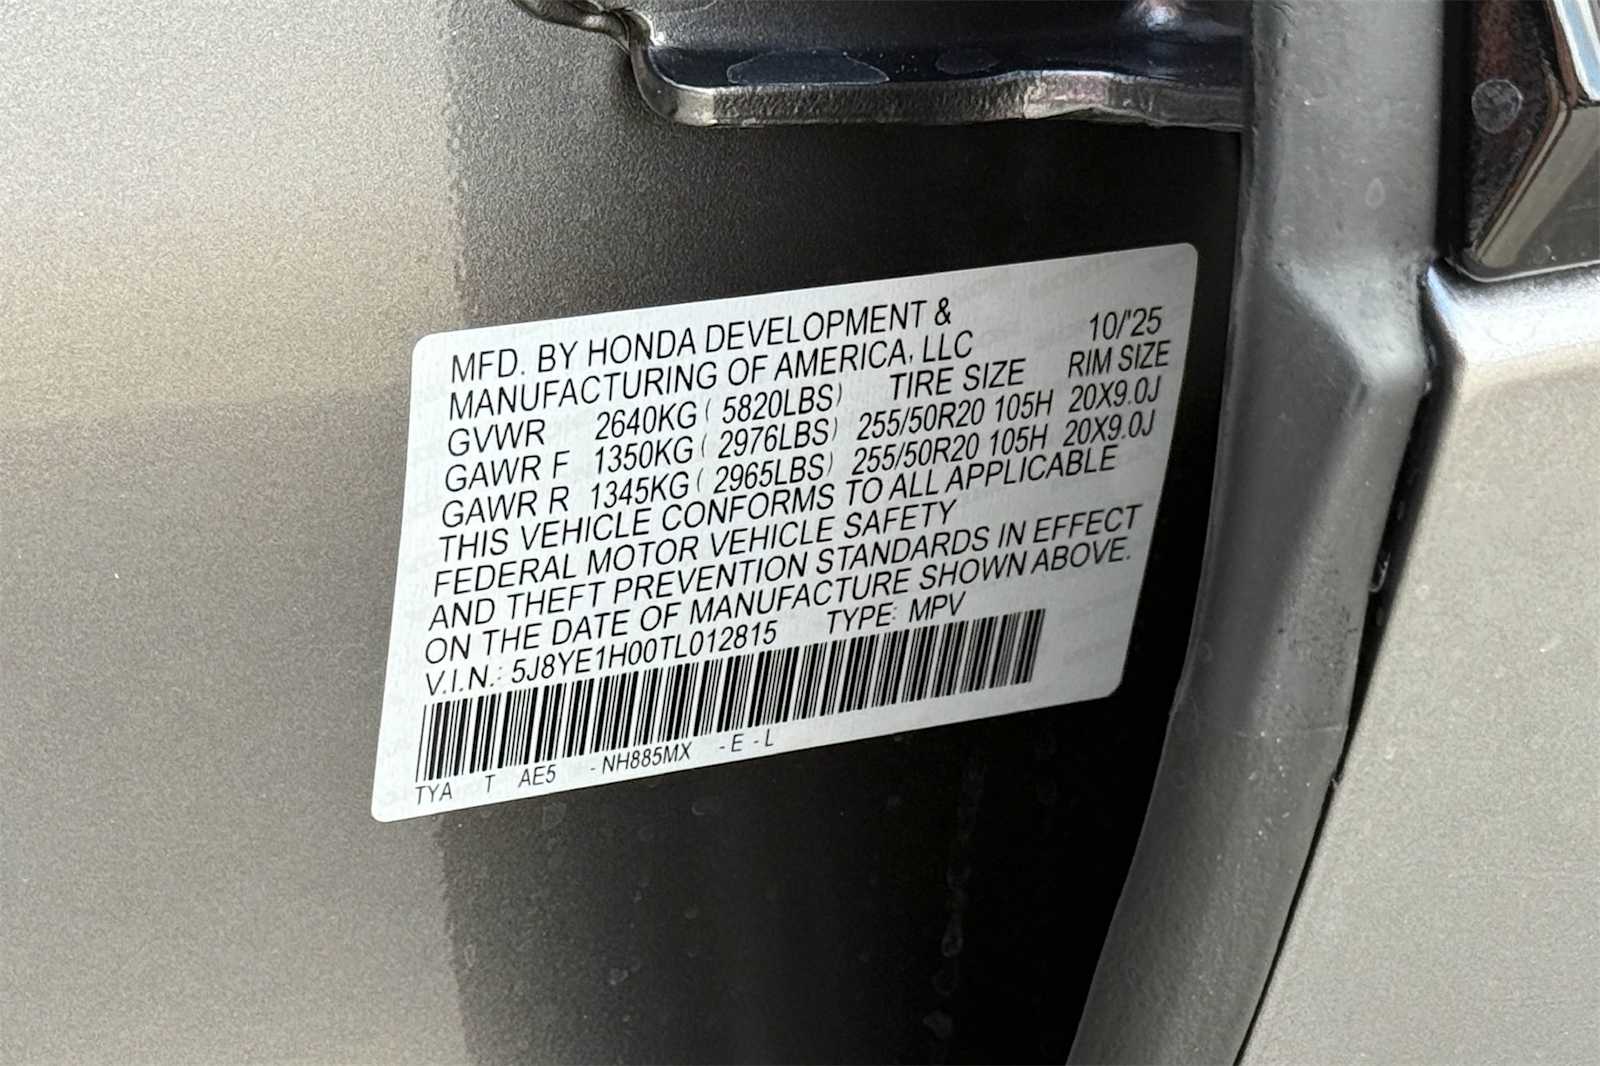 MFD. BY HONDA DEVELOPMENT & 10/'25
MANUFACTURING OF AMERICA, LLC
TIRE SIZE RIM SIZE
GVWR 2640KG ( 5820LBS)
GAWR F 1350KG ( 2976LBS) 255/50R20 105H 20X9.0J
GAWR R 1345KG ( 2965LBS) 255/50R20 105H 20X9.0J
THIS VEHICLE CONFORMS TO ALL APPLICABLE
FEDERAL MOTOR VEHICLE SAFETY
AND THEFT PREVENTION STANDARDS IN EFFECT
ON THE DATE OF MANUFACTURE SHOWN ABOVE.
V.I.N.: 5J8YE1H00TL012815 TYPE: MPV
TYA T AE5 - NH885MX - E - L